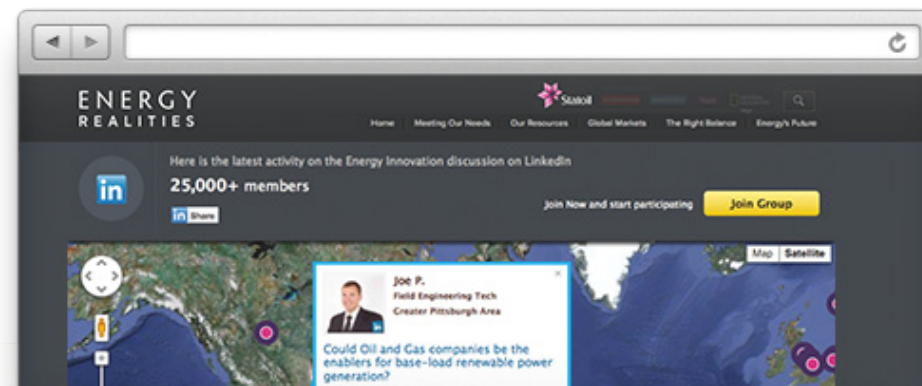 ENERGY
REALITIES
Statoil
Home Meeting Our Needs Our Resources Global Markets The Right Balance Energy's Future
Here is the latest activity on the Energy Innovation discussion on LinkedIn
25,000+ members
in Share
in
Join Now and start participating Join Group
Map Satellite
Joe P.
Field Engineering Tech
Greater Pittsburgh Area
in
Could Oil and Gas companies be the
enablers for base-load renewable power
generation?